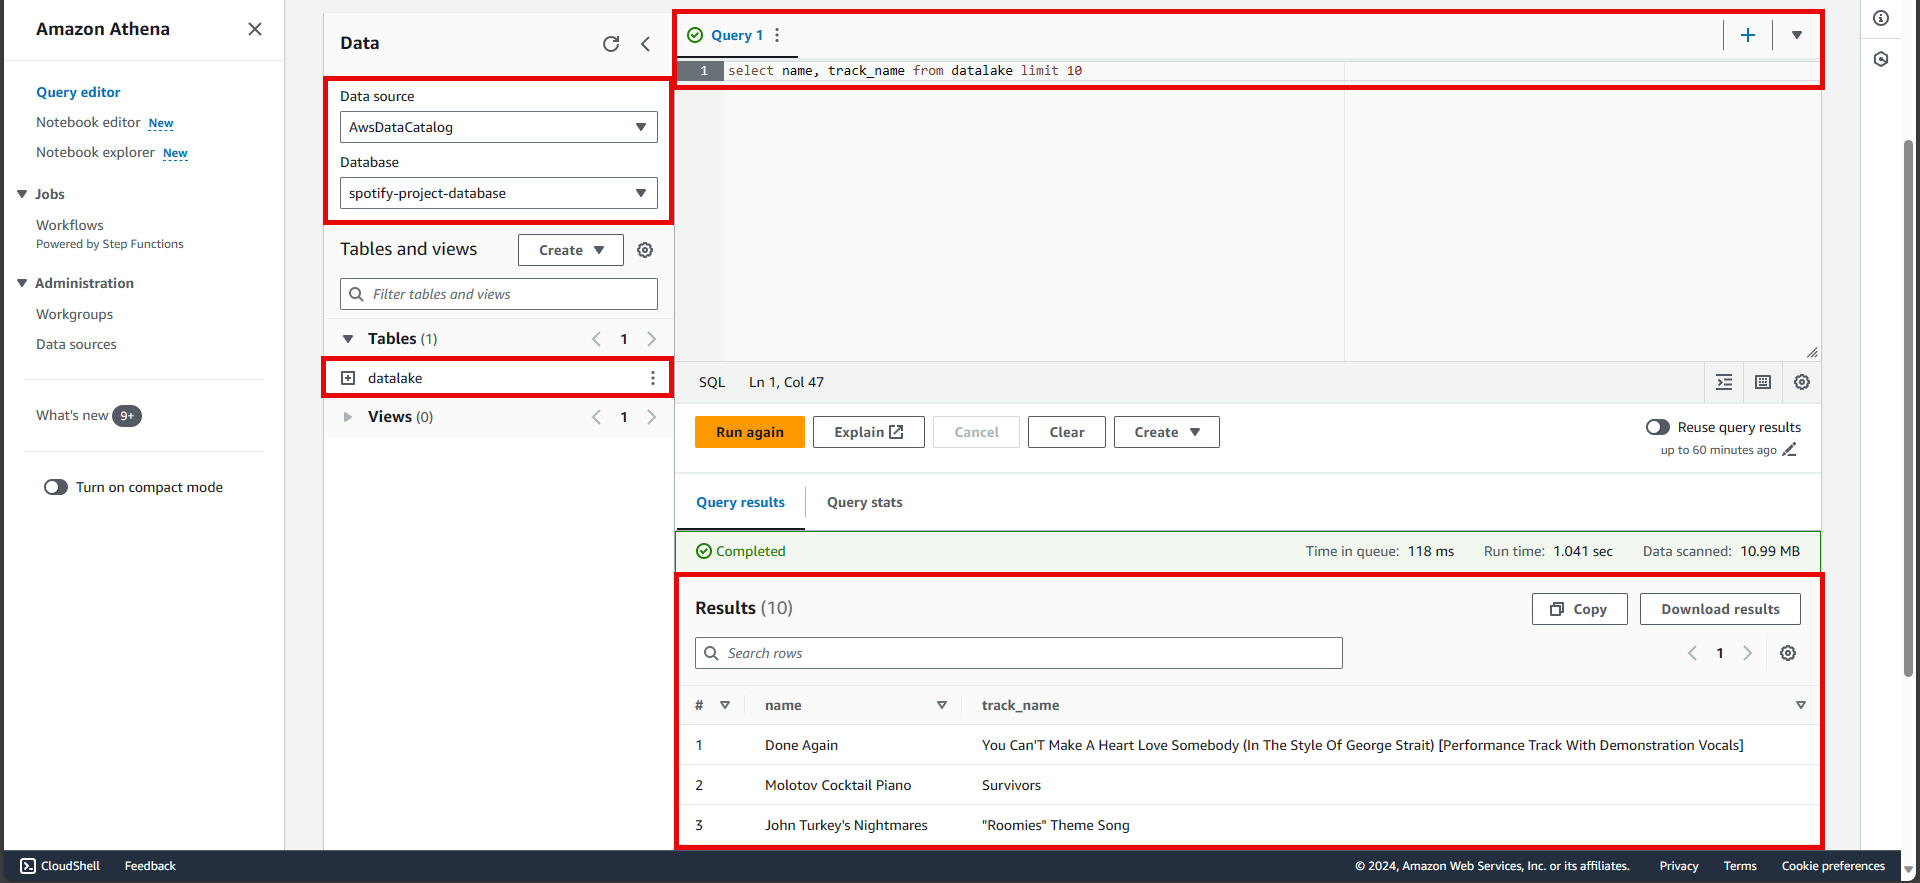 Amazon Athena
Query editor
Notebook editor New
Notebook explorer New
Jobs
Workflows
Powered by Step Functions
Administration
Workgroups
Data sources
What's new 9+
Turn on compact mode
Data
Data source
AwsDataCatalog
Database
spotify-project-database
Tables and views
Create
Filter tables and views
Tables (1)
1
datalake
Views (0)
1
Query 1
1 select name, track_name from datalake limit 10
SQL Ln 1, Col 47
Run again Explain Cancel Clear Create
Reuse query results
up to 60 minutes ago
Query results Query stats
Completed Time in queue: 118 ms Run time: 1.041 sec Data scanned: 10.99 MB
Results (10) Copy Download results
Search rows
1
# name track_name
1 Done Again You Can'T Make A Heart Love Somebody (In The Style Of George Strait) [Performance Track With Demonstration Vocals]
2 Molotov Cocktail Piano Survivors
3 John Turkey's Nightmares "Roomies" Theme Song
CloudShell Feedback © 2024, Amazon Web Services, Inc. or its affiliates. Privacy Terms Cookie preferences